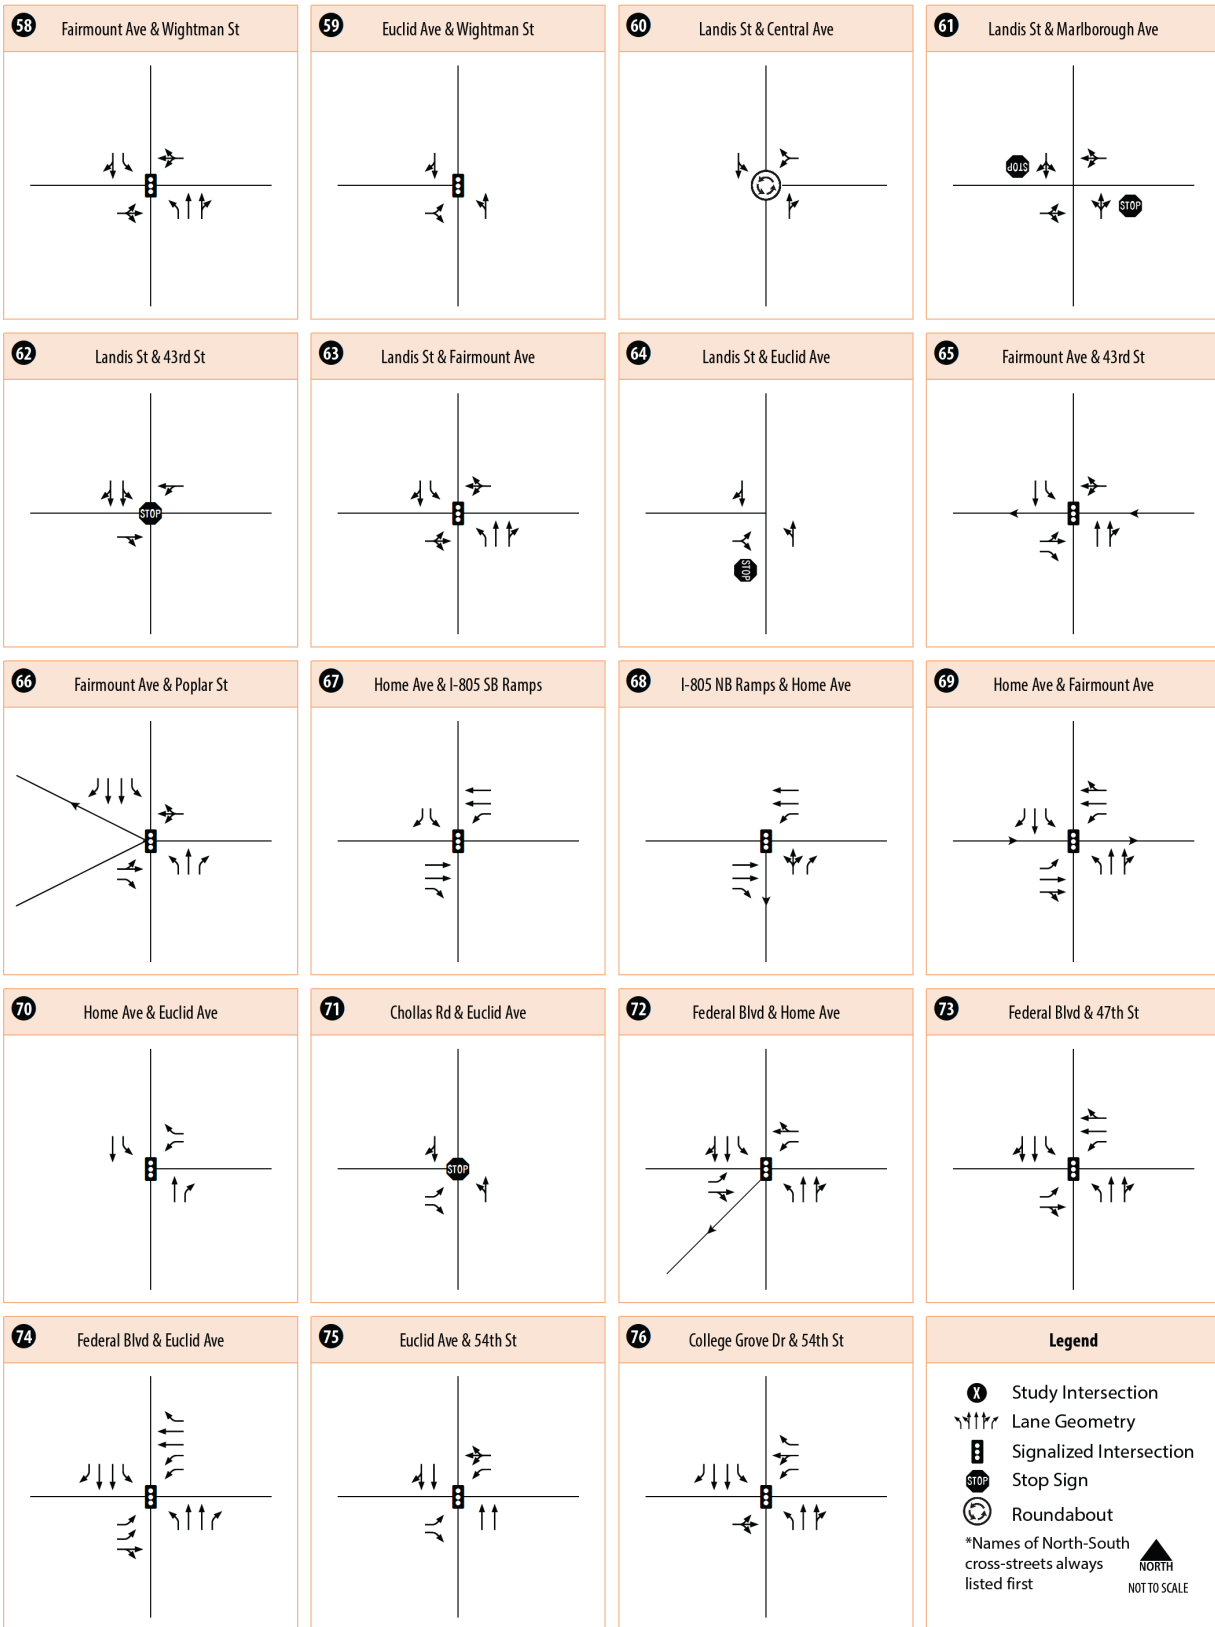 58 Fairmount Ave & Wightman St
59 Euclid Ave & Wightman St
60 Landis St & Central Ave
61 Landis St & Marlborough Ave
STOP
STOP
62 Landis St & 43rd St
63 Landis St & Fairmount Ave
64 Landis St & Euclid Ave
65 Fairmount Ave & 43rd St
STOP
STOP
66 Fairmount Ave & Poplar St
67 Home Ave & I-805 SB Ramps
68 I-805 NB Ramps & Home Ave
69 Home Ave & Fairmount Ave
70 Home Ave & Euclid Ave
71 Chollas Rd & Euclid Ave
72 Federal Blvd & Home Ave
73 Federal Blvd & 47th St
STOP
74 Federal Blvd & Euclid Ave
75 Euclid Ave & 54th St
76 College Grove Dr & 54th St
Legend
X Study Intersection
Lane Geometry
Signalized Intersection
STOP Stop Sign
Roundabout
*Names of North-South
cross-streets always
listed first
NORTH
NOT TO SCALE